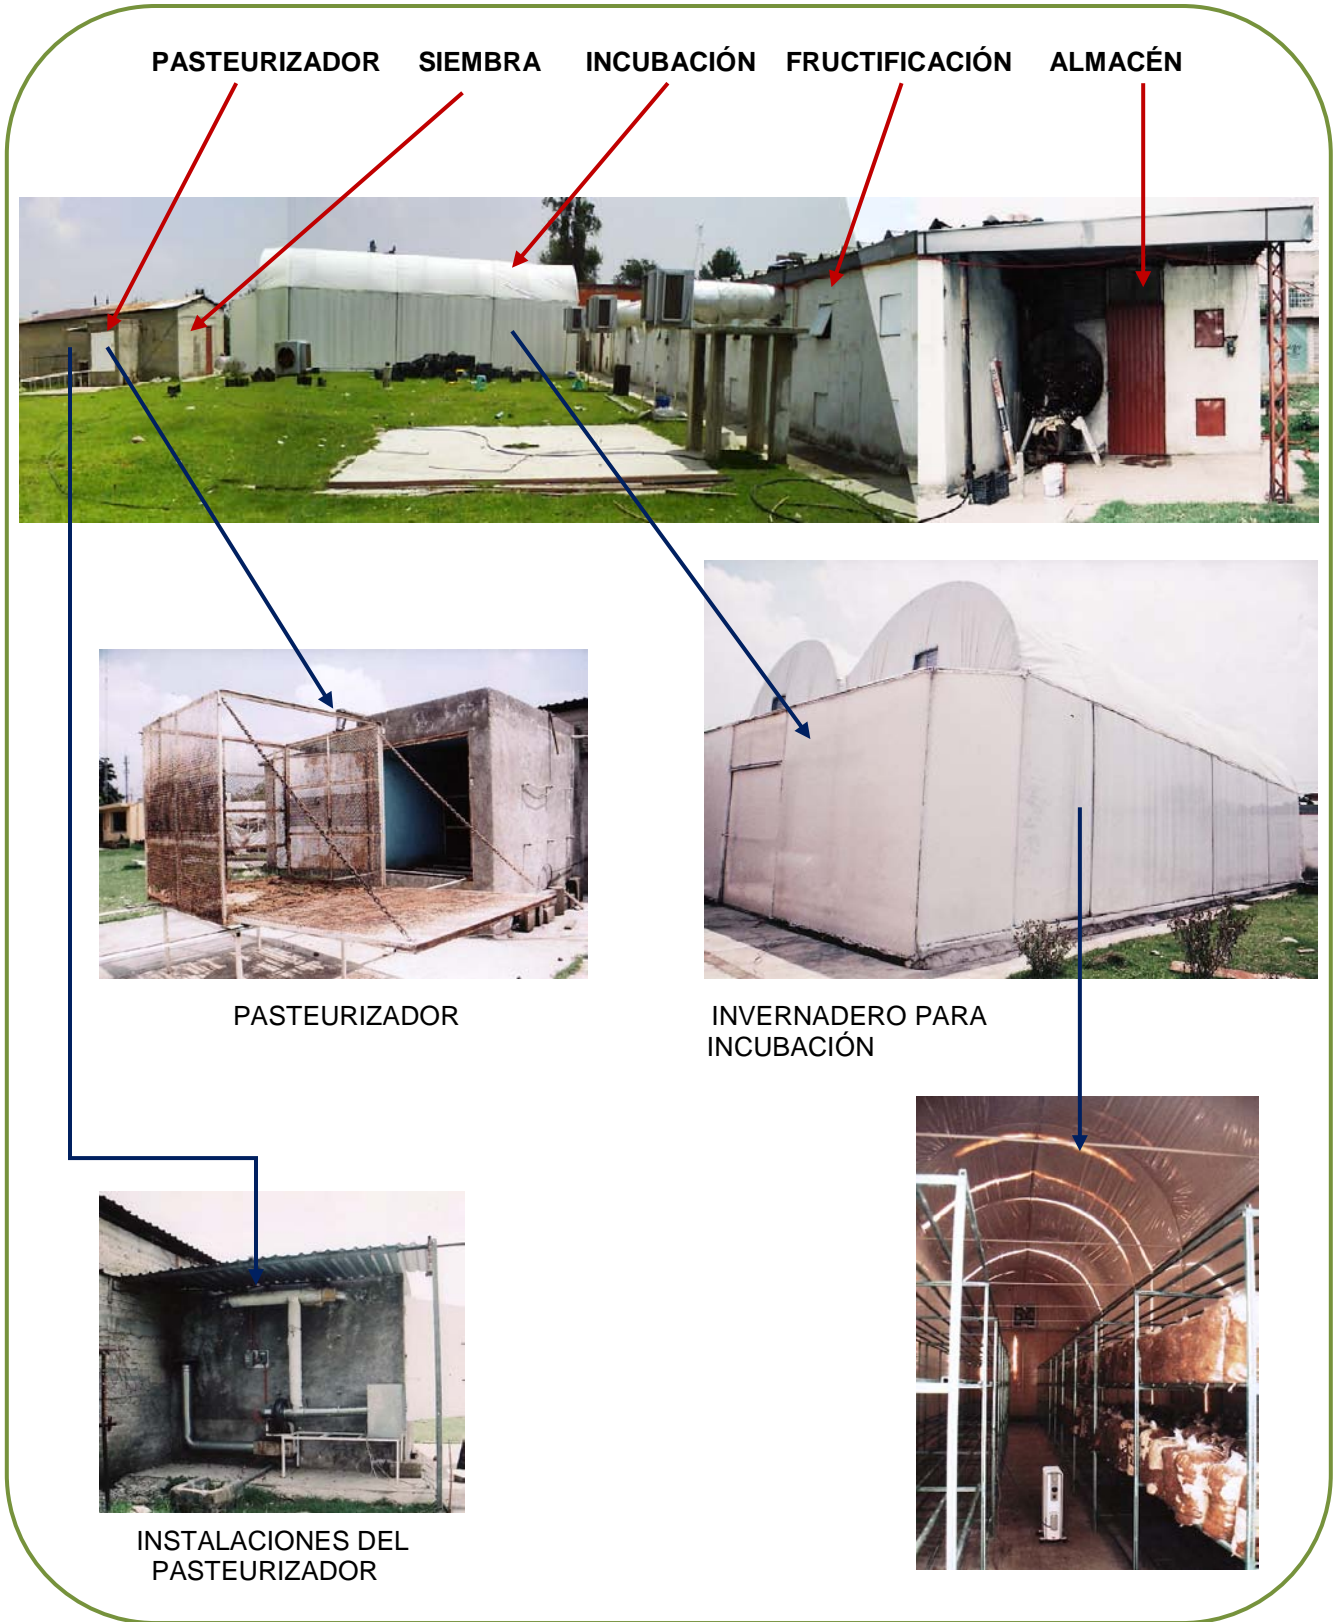 PASTEURIZADOR SIEMBRA INCUBACIÓN FRUCTIFICACIÓN ALMACÉN
PASTEURIZADOR
INVERNADERO PARA
INCUBACIÓN
INSTALACIONES DEL
PASTEURIZADOR